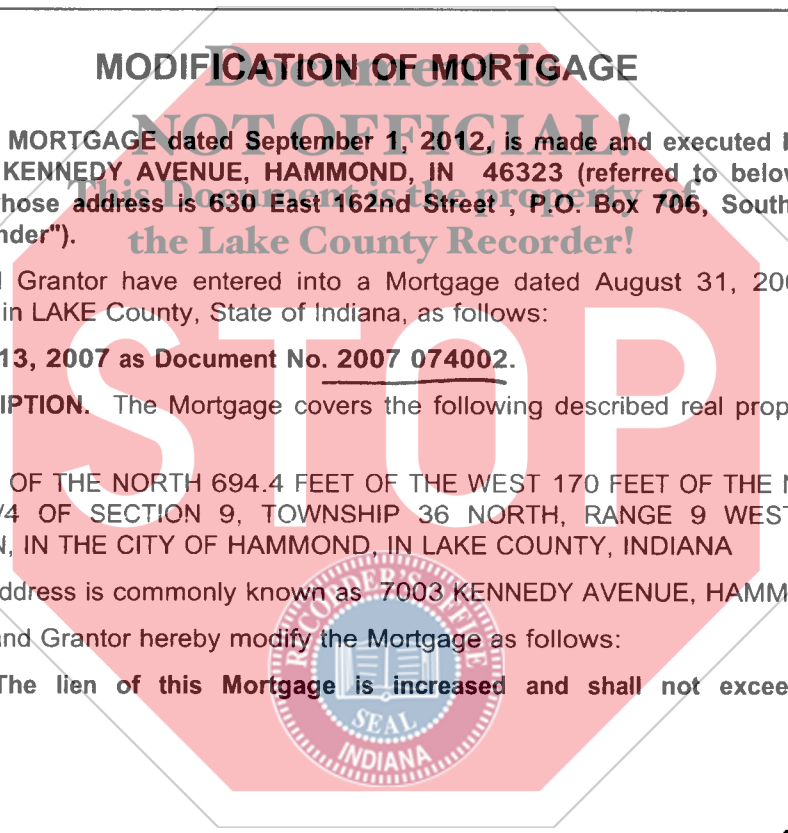 MODIFICATION OF MORTGAGE
Document is
MORTGAGE dated September 1, 2012, is made and executed
NOT OFFICIAL!
KENNEDY AVENUE, HAMMOND, IN 46323 (referred to below
This Document is the property of
whose address is 630 East 162nd Street , P.O. Box 706, South
nder").
the Lake County Recorder!
Grantor have entered into a Mortgage dated August 31, 200
in LAKE County, State of Indiana, as follows:
13, 2007 as Document No. 2007 074002.
IPTION. The Mortgage covers the following described real prop
STOP
OF THE NORTH 694.4 FEET OF THE WEST 170 FEET OF THE N
/4 OF SECTION 9, TOWNSHIP 36 NORTH, RANGE 9 WEST
N, IN THE CITY OF HAMMOND, IN LAKE COUNTY, INDIANA
ddress is commonly known as 7003 KENNEDY AVENUE, HAMM
and Grantor hereby modify the Mortgage as follows:
The lien of this Mortgage is increased and shall not excee
RECORDER'S OFFICE
SEAL
INDIANA